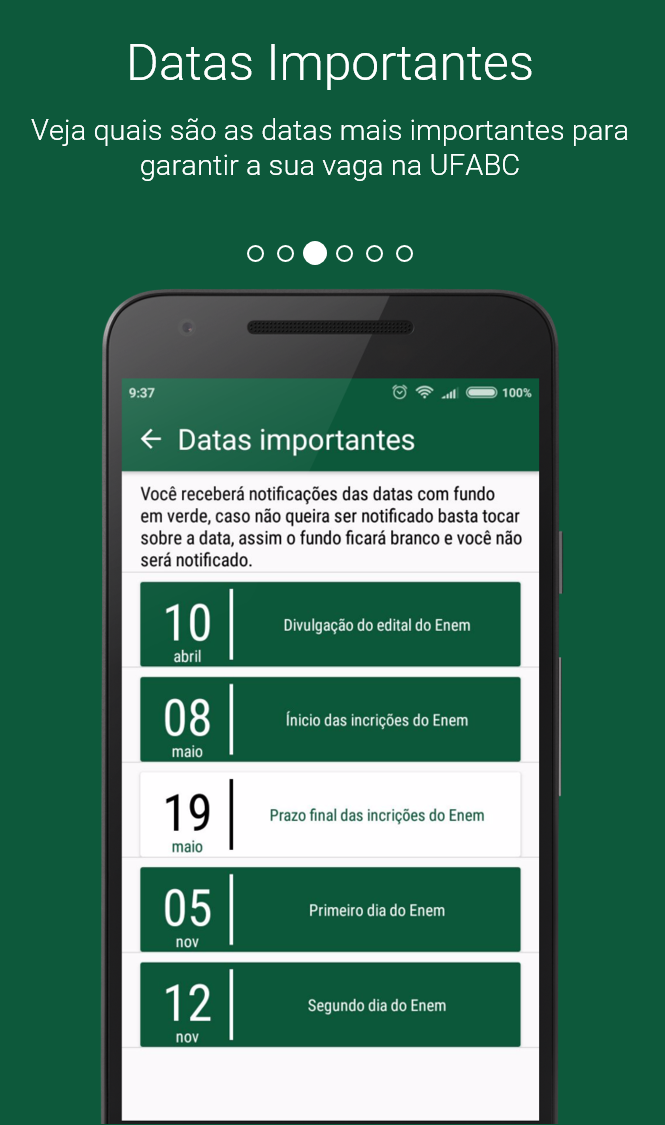 Datas Importantes
Veja quais são as datas mais importantes para
garantir a sua vaga na UFABC
9:37
100%
Datas importantes
Você receberá notificações das datas com fundo
em verde, caso não queira ser notificado basta tocar
sobre a data, assim o fundo ficará branco e você não
será notificado.
10
abril
Divulgação do edital do Enem
08
maio
Ínicio das incrições do Enem
19
maio
Prazo final das incrições do Enem
05
nov
Primeiro dia do Enem
12
nov
Segundo dia do Enem